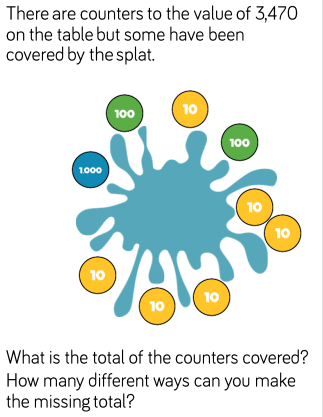 There are counters to the value of 3,470
on the table but some have been
covered by the splat.
100
10
100
1,000
10
10
10
10
10
What is the total of the counters covered?
How many different ways can you make
the missing total?